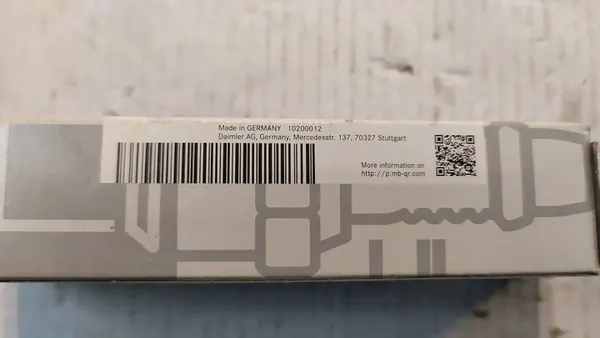 Made in GERMANY 10200012
Daimler AG, Germany, Mercedesstr. 137, 70327 Stuttgart
More information on
http://p.mb-qr.com